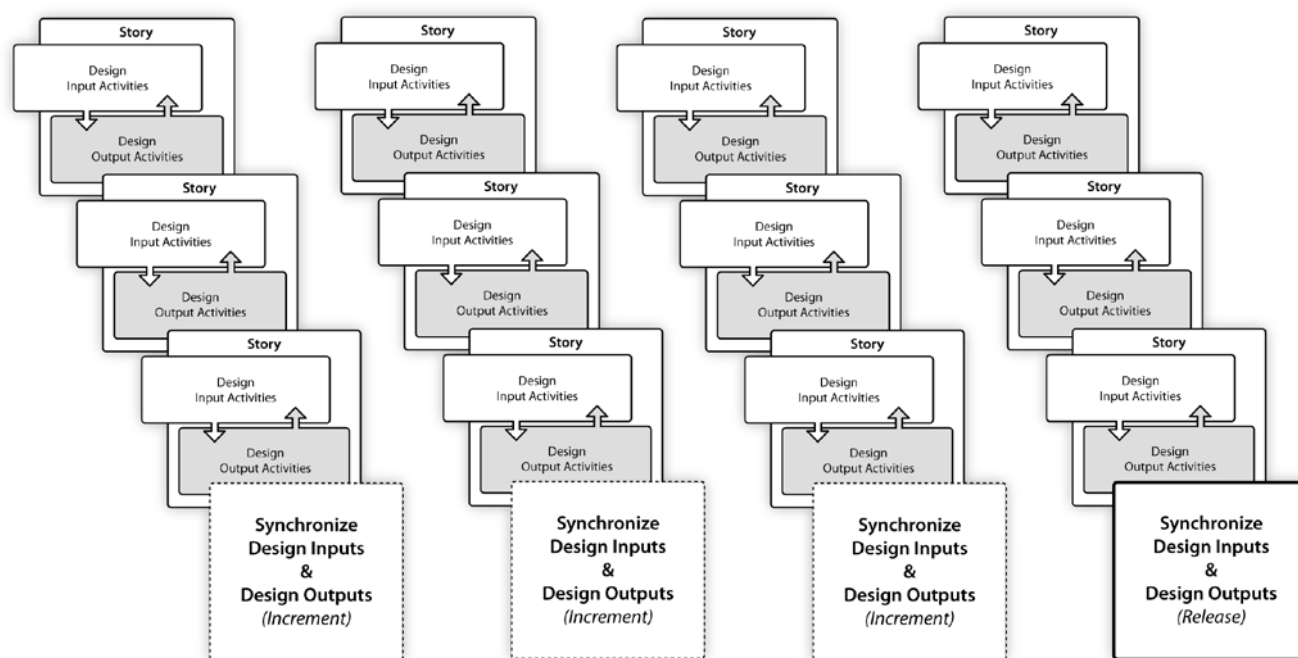 Story
Design
Input Activities
Design
Output Activities
Story
Design
Input Activities
Design
Output Activities
Story
Design
Input Activities
Design
Output Activities
Synchronize
Design Inputs
&
Design Outputs
(Increment)
Story
Design
Input Activities
Design
Output Activities
Story
Design
Input Activities
Design
Output Activities
Story
Design
Input Activities
Design
Output Activities
Synchronize
Design Inputs
&
Design Outputs
(Increment)
Story
Design
Input Activities
Design
Output Activities
Story
Design
Input Activities
Design
Output Activities
Story
Design
Input Activities
Design
Output Activities
Synchronize
Design Inputs
&
Design Outputs
(Increment)
Story
Design
Input Activities
Design
Output Activities
Story
Design
Input Activities
Design
Output Activities
Story
Design
Input Activities
Design
Output Activities
Synchronize
Design Inputs
&
Design Outputs
(Release)